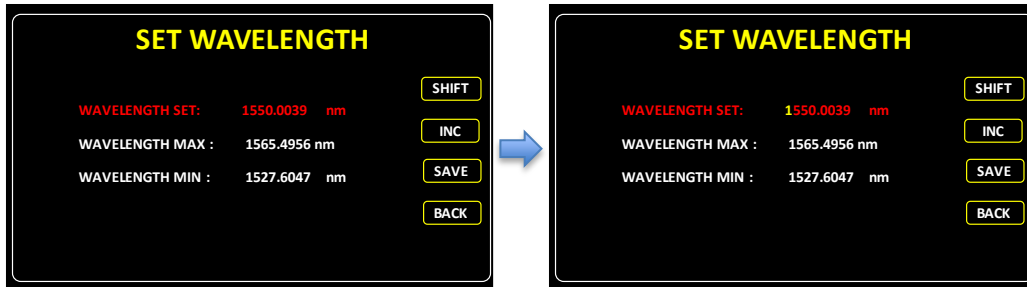 SET WAVELENGTH
SHIFT
WAVELENGTH SET: 1550.0039 nm
INC
WAVELENGTH MAX : 1565.4956 nm
SAVE
WAVELENGTH MIN : 1527.6047 nm
BACK
SET WAVELENGTH
SHIFT
WAVELENGTH SET: 1550.0039 nm
INC
WAVELENGTH MAX : 1565.4956 nm
SAVE
WAVELENGTH MIN : 1527.6047 nm
BACK